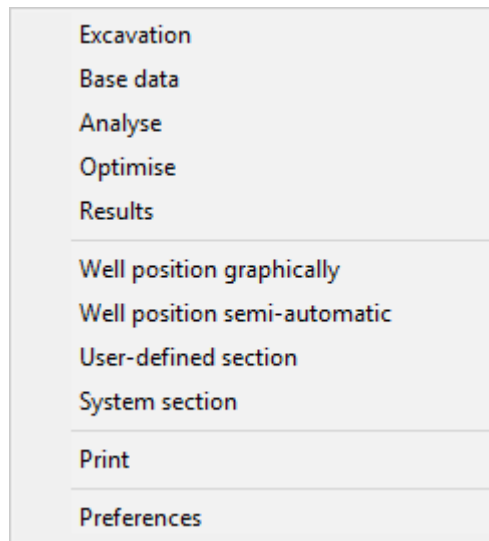 Excavation
Base data
Analyse
Optimise
Results
Well position graphically
Well position semi-automatic
User-defined section
System section
Print
Preferences